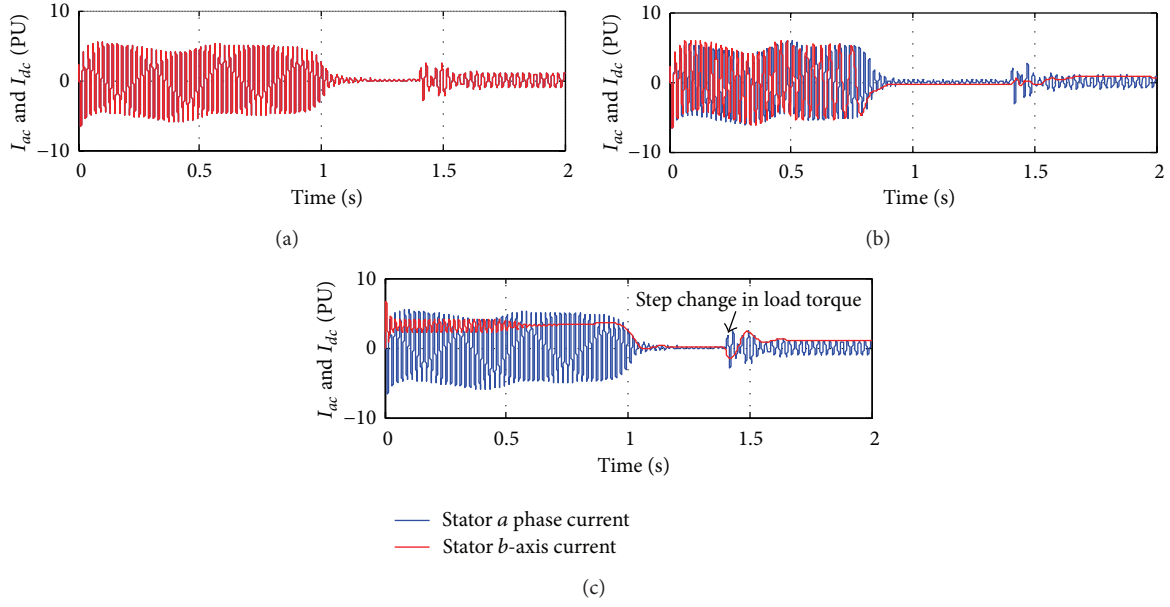 I_ac and I_dc (PU)
10
0
−10
0
0.5
1
1.5
2
Time (s)
(a)
I_ac and I_dc (PU)
10
0
−10
0
0.5
1
1.5
2
Time (s)
(b)
I_ac and I_dc (PU)
10
0
−10
Step change in load torque
0
0.5
1
1.5
2
Time (s)
Stator a phase current
Stator b-axis current
(c)